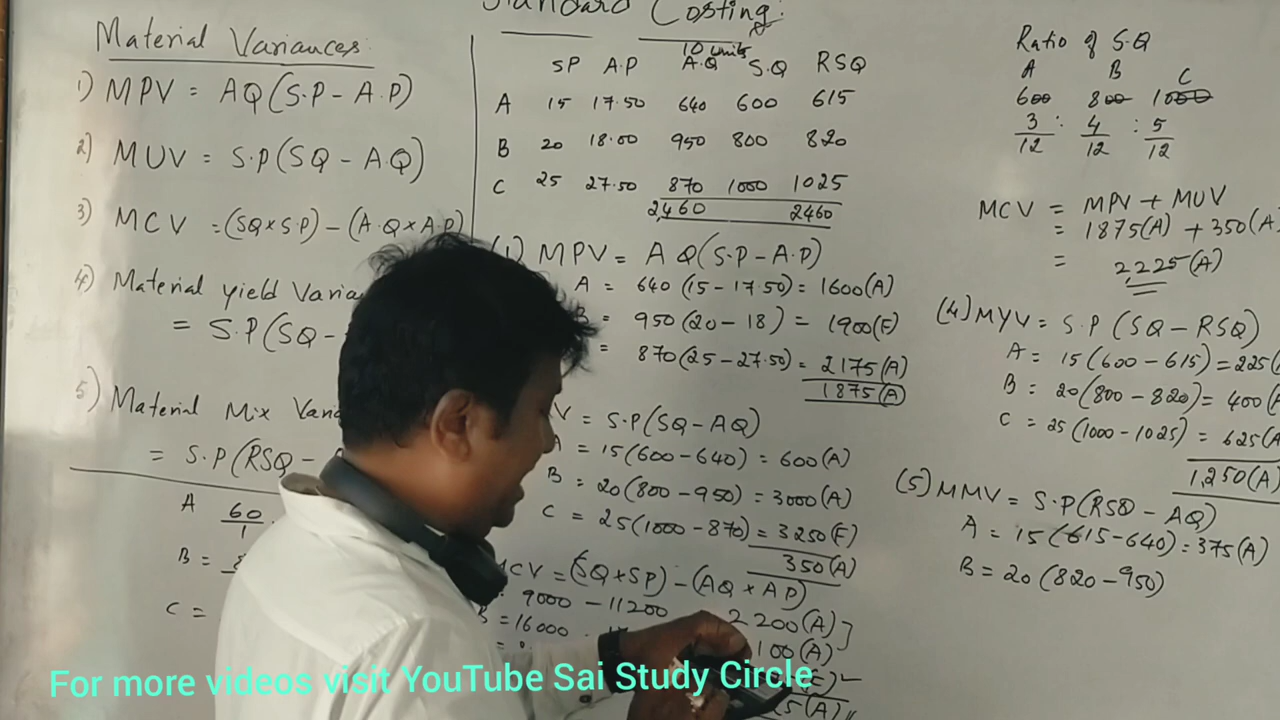 Standard Costing:
Material Variances:
1) MPV = AQ(S.P - A.P)
2) MUV = S.P(SQ - A.Q)
3) MCV = (SQ×S.P) - (A.Q×A.P)
4) Material yield
= S.P(SQ -
5) Material Mix
= S.P(RSQ -
A 60/1
B =
C =
10 units
SP A.P A.Q S.Q RSQ
A 15 17.50 640 600 615
B 20 18.00 950 800 820
C 25 27.50 870 1000 1025
2,460 2460
(1) MPV = AQ(S.P - A.P)
A = 640(15 - 17.50) = 1600(A)
= 950(20 - 18) = 1900(F)
= 870(25 - 27.50) = 2175(A)
1875(A)
V = S.P(SQ - AQ)
A = 15(600 - 640) = 600(A)
B = 20(800 - 950) = 3000(A)
C = 25(1000 - 870) = 3250(F)
350(A)
MCV = (SQ×SP) - (AQ×AP)
9000 - 11200 2200(A)
B = 16000 100(A)
5(A)
Ratio of S.Q
A B C
600 800 1000
3/12 : 4/12 : 5/12
MCV = MPV + MUV
= 1875(A) + 350(A
= 2,225(A)
(4) MYV = S.P(SQ - RSQ)
A = 15(600 - 615) = 225(
B = 20(800 - 820) = 400(A
C = 25(1000 - 1025) = 625(A
1,250(A)
(5) MMV = S.P(RSQ - AQ)
A = 15(615 - 640) = 375(A)
B = 20(820 - 950)
For more videos visit YouTube Sai Study Circle